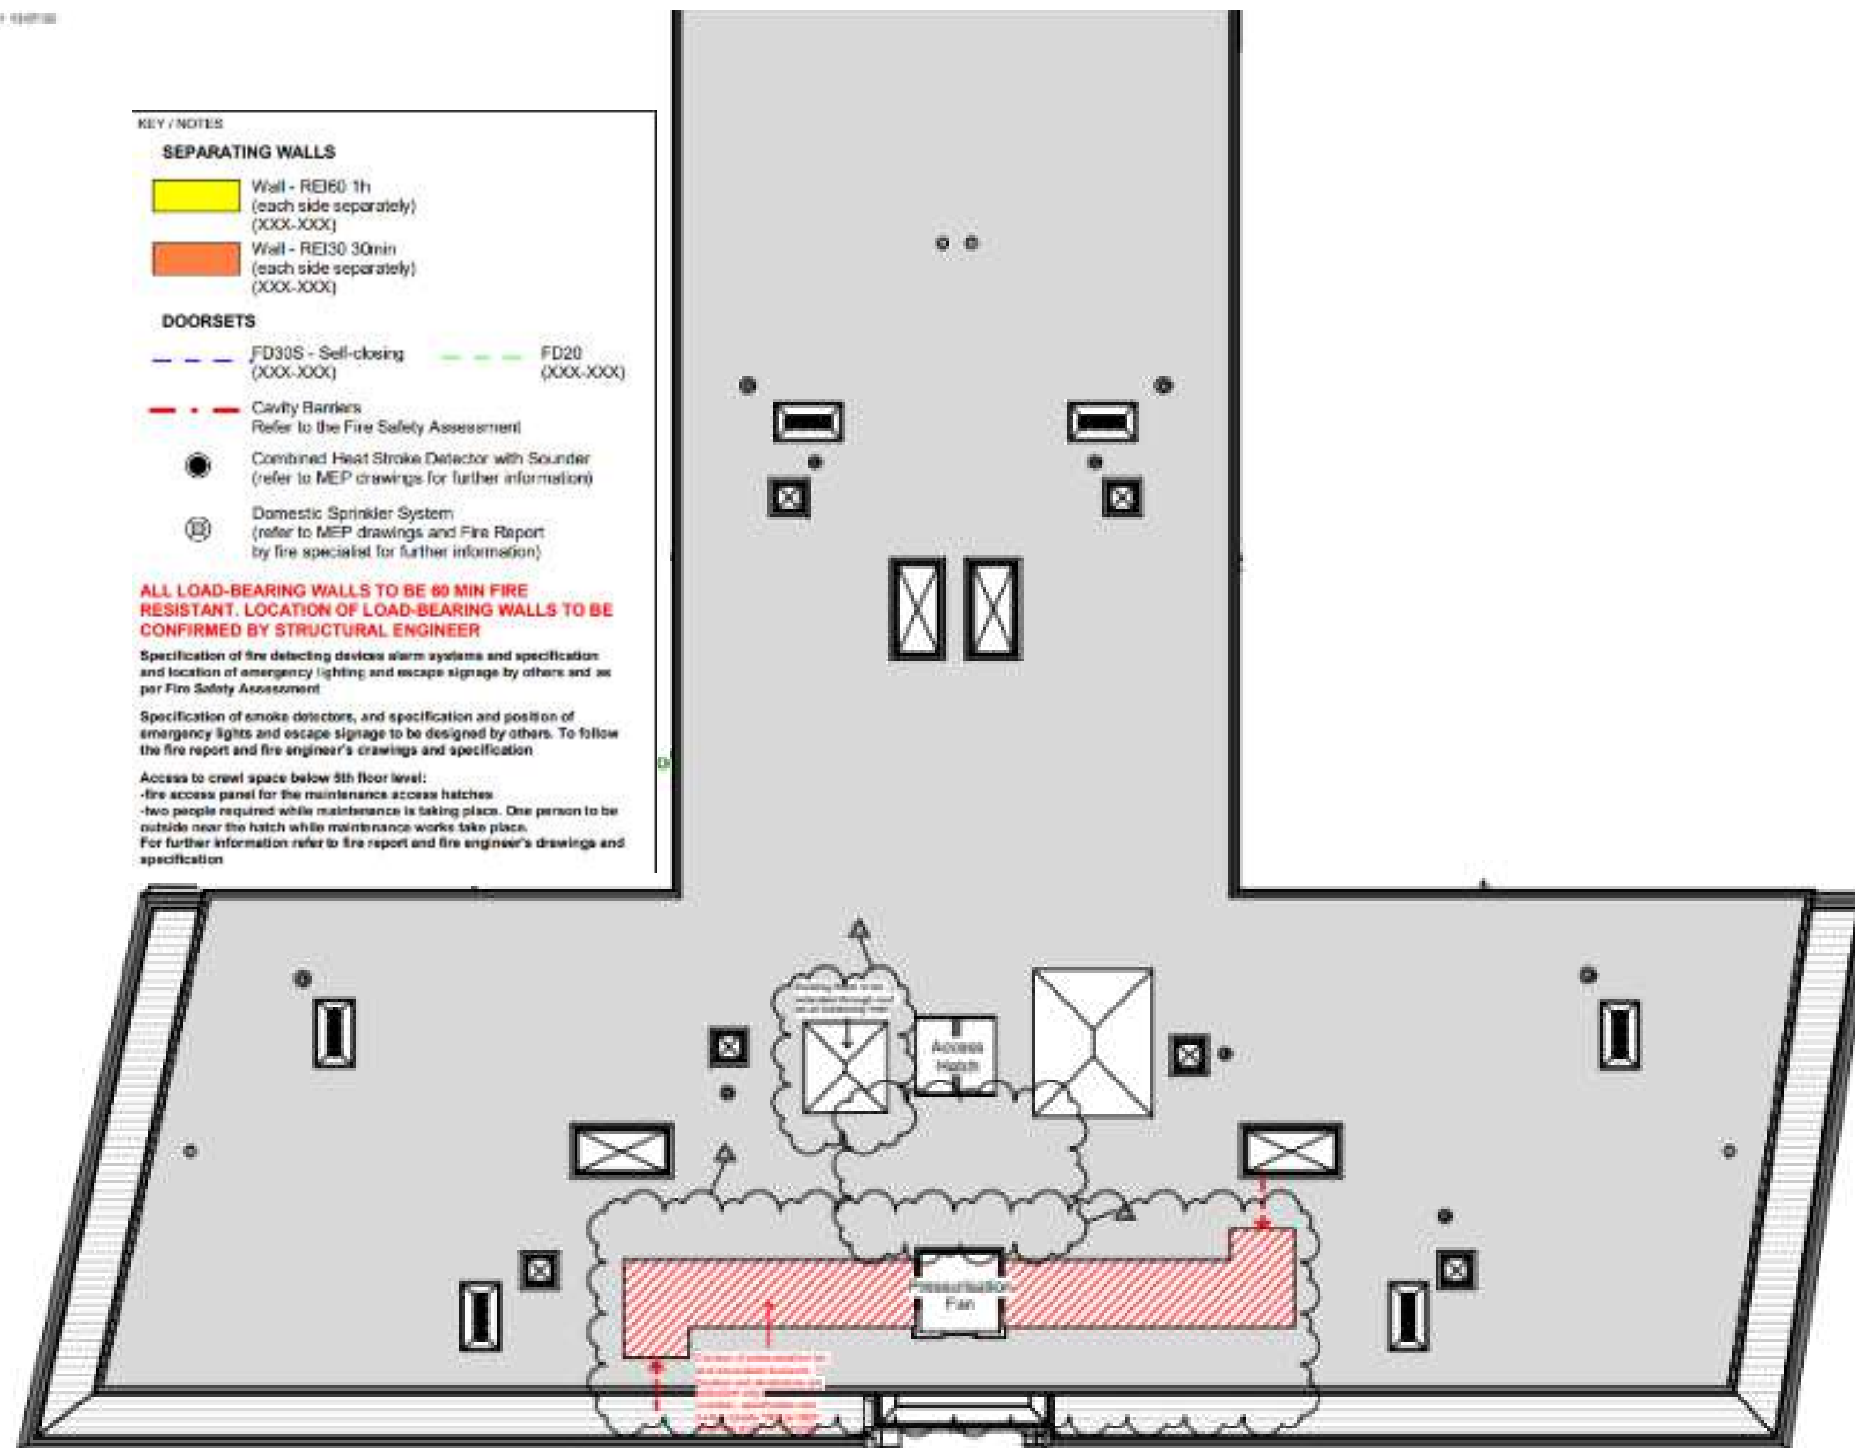 KEY / NOTES
SEPARATING WALLS
Wall - REI60 1h
(each side separately)
(XXX-XXX)
Wall - REI30 30min
(each side separately)
(XXX-XXX)
DOORSETS
FD30S - Self-closing
(XXX-XXX)
FD20
(XXX-XXX)
Cavity Barriers
Refer to the Fire Safety Assessment
Combined Heat Stroke Detector with Sounder
(refer to MEP drawings for further information)
Domestic Sprinkler System
(refer to MEP drawings and Fire Report
by fire specialist for further information)
ALL LOAD-BEARING WALLS TO BE 60 MIN FIRE
RESISTANT. LOCATION OF LOAD-BEARING WALLS TO BE
CONFIRMED BY STRUCTURAL ENGINEER
Specification of fire detecting devices alarm systems and specification
and location of emergency lighting and escape signage by others and as
per Fire Safety Assessment
Specification of smoke detectors, and specification and position of
emergency lights and escape signage to be designed by others. To follow
the fire report and fire engineer's drawings and specification
Access to crawl space below 5th floor level:
-fire access panel for the maintenance access hatches
-two people required while maintenance is taking place. One person to be
outside near the hatch while maintenance works take place.
For further information refer to fire report and fire engineer's drawings and
specification
Access
Hatch
Pressurisation
Fan